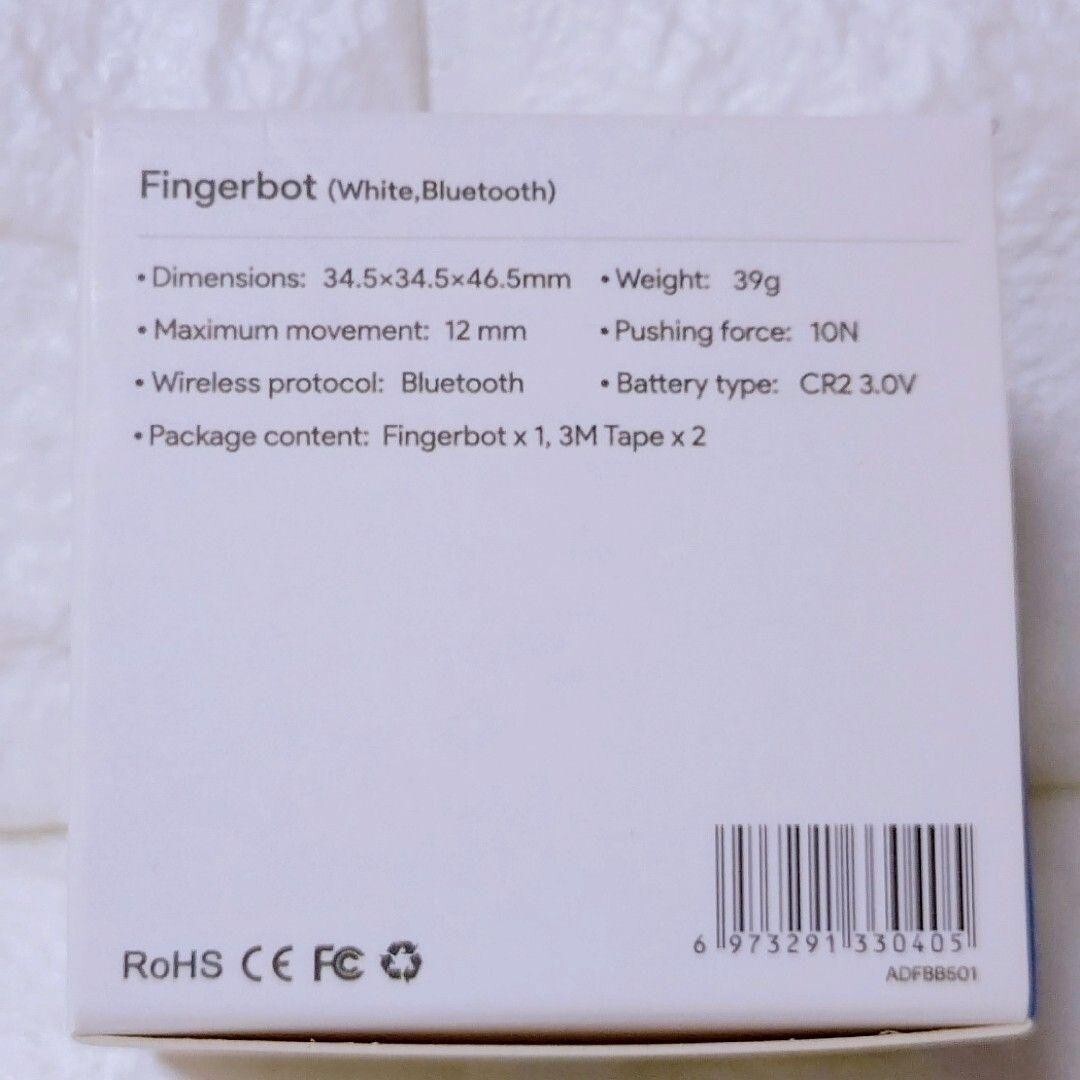 Fingerbot (White,Bluetooth)
•Dimensions: 34.5×34.5×46.5mm •Weight: 39g
•Maximum movement: 12 mm •Pushing force: 10N
•Wireless protocol: Bluetooth •Battery type: CR2 3.0V
•Package content: Fingerbot x 1, 3M Tape x 2
6 973291 330405
ADFBBS01
RoHS CE FC